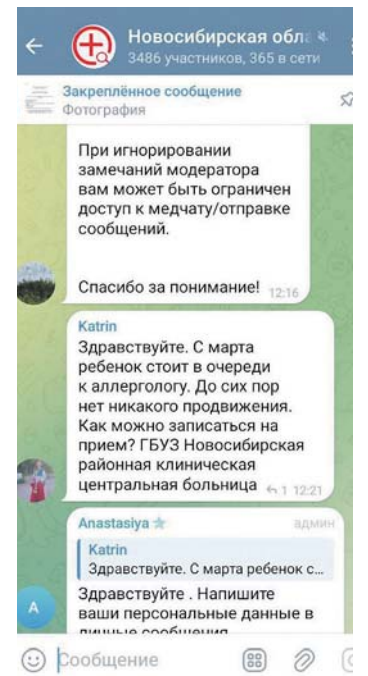 Новосибирская обл
3486 участников, 365 в сети
Закреплённое сообщение
Фотография
При игнорировании
замечаний модератора
вам может быть ограничен
доступ к медчату/отправке
сообщений.
Спасибо за понимание! 12:16
Katrin
Здравствуйте. С марта
ребенок стоит в очереди
к аллергологу. До сих пор
нет никакого продвижения.
Как можно записаться на
прием? ГБУЗ Новосибирская
районная клиническая
центральная больница 1 12:21
Anastasiya админ
Katrin
Здравствуйте. С марта ребенок с...
A
Здравствуйте . Напишите
ваши персональные данные в
личные сообщения
Сообщение